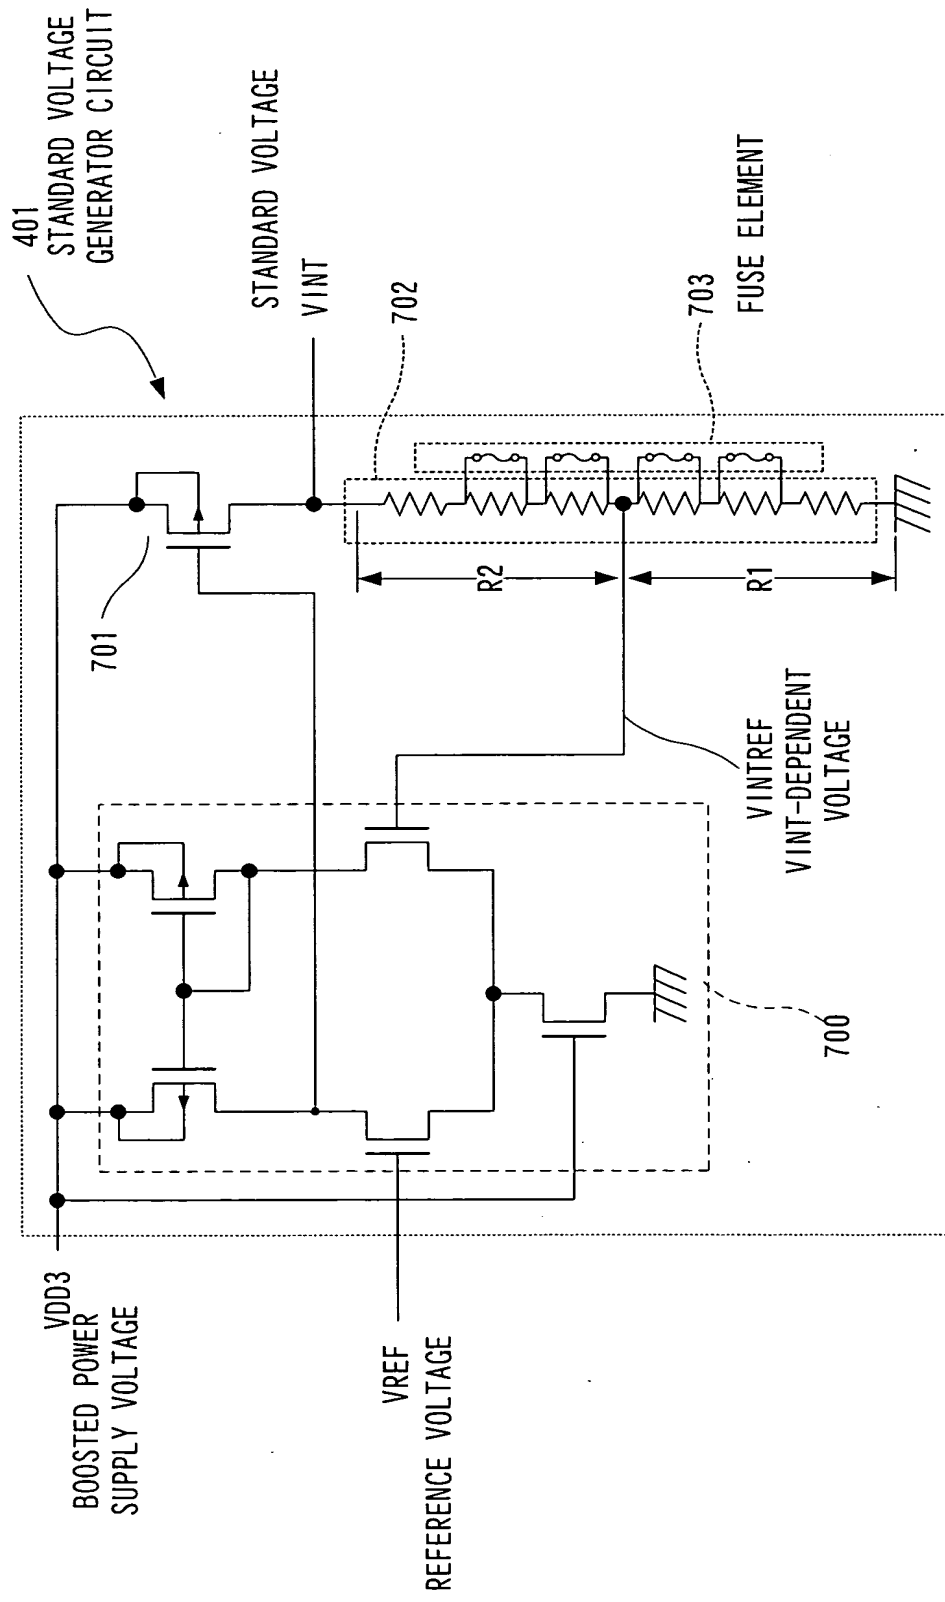 401
STANDARD VOLTAGE
GENERATOR CIRCUIT
VDD3
BOOSTED POWER
SUPPLY VOLTAGE
701
STANDARD VOLTAGE
VINT
702
703
FUSE ELEMENT
R2
R1
VREF
REFERENCE VOLTAGE
VINTREF
VINT-DEPENDENT
VOLTAGE
700